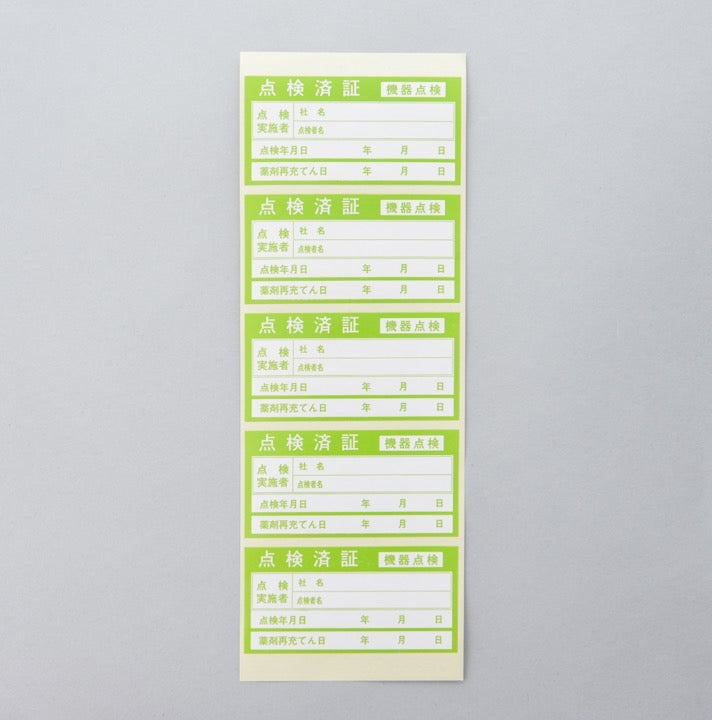 点検済証 機器点検
点検 社名
実施者 点検者名
点検年月日 年 月 日
薬剤再充てん日 年 月 日
点検済証 機器点検
点検 社名
実施者 点検者名
点検年月日 年 月 日
薬剤再充てん日 年 月 日
点検済証 機器点検
点検 社名
実施者 点検者名
点検年月日 年 月 日
薬剤再充てん日 年 月 日
点検済証 機器点検
点検 社名
実施者 点検者名
点検年月日 年 月 日
薬剤再充てん日 年 月 日
点検済証 機器点検
点検 社名
実施者 点検者名
点検年月日 年 月 日
薬剤再充てん日 年 月 日